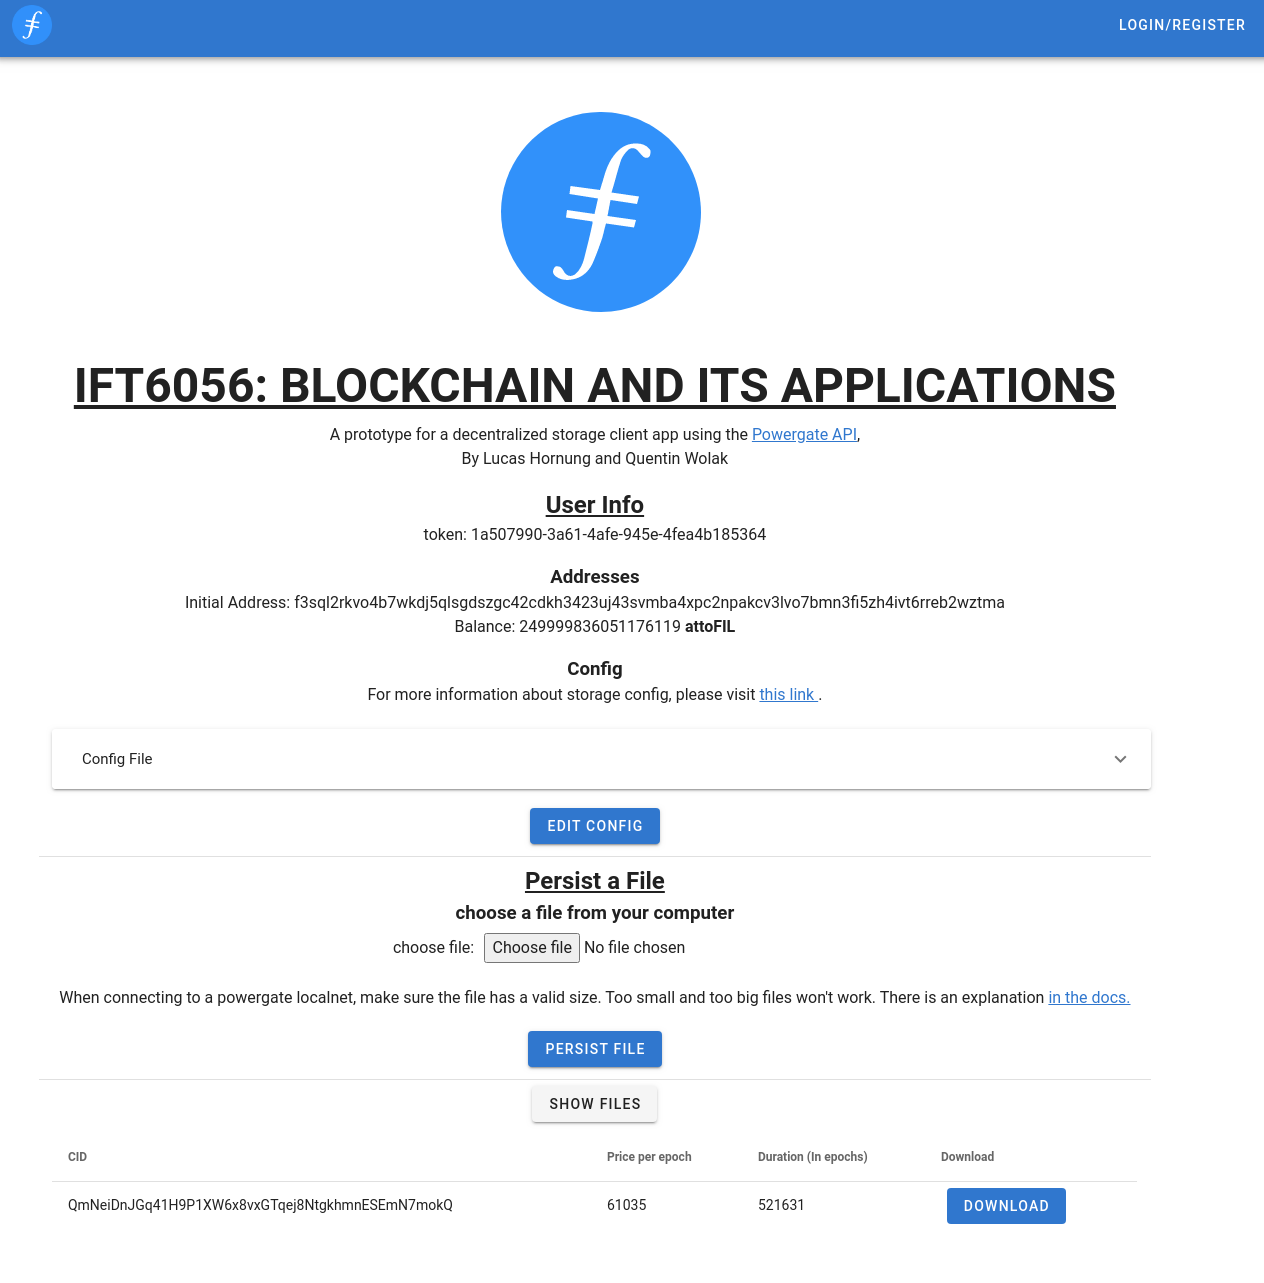 LOGIN/REGISTER
IFT6056: BLOCKCHAIN AND ITS APPLICATIONS
A prototype for a decentralized storage client app using the Powergate API,
By Lucas Hornung and Quentin Wolak
User Info
token: 1a507990-3a61-4afe-945e-4fea4b185364
Addresses
Initial Address: f3sql2rkvo4b7wkdj5qlsgdszgc42cdkh3423uj43svmba4xpc2npakcv3lvo7bmn3fi5zh4ivt6rreb2wztma
Balance: 249999836051176119 attoFIL
Config
For more information about storage config, please visit this link .
Config File
EDIT CONFIG
Persist a File
choose a file from your computer
choose file: Choose file No file chosen
When connecting to a powergate localnet, make sure the file has a valid size. Too small and too big files won't work. There is an explanation in the docs.
PERSIST FILE
SHOW FILES
CID Price per epoch Duration (In epochs) Download
QmNeiDnJGq41H9P1XW6x8vxGTqej8NtgkhmnESEmN7mokQ 61035 521631 DOWNLOAD